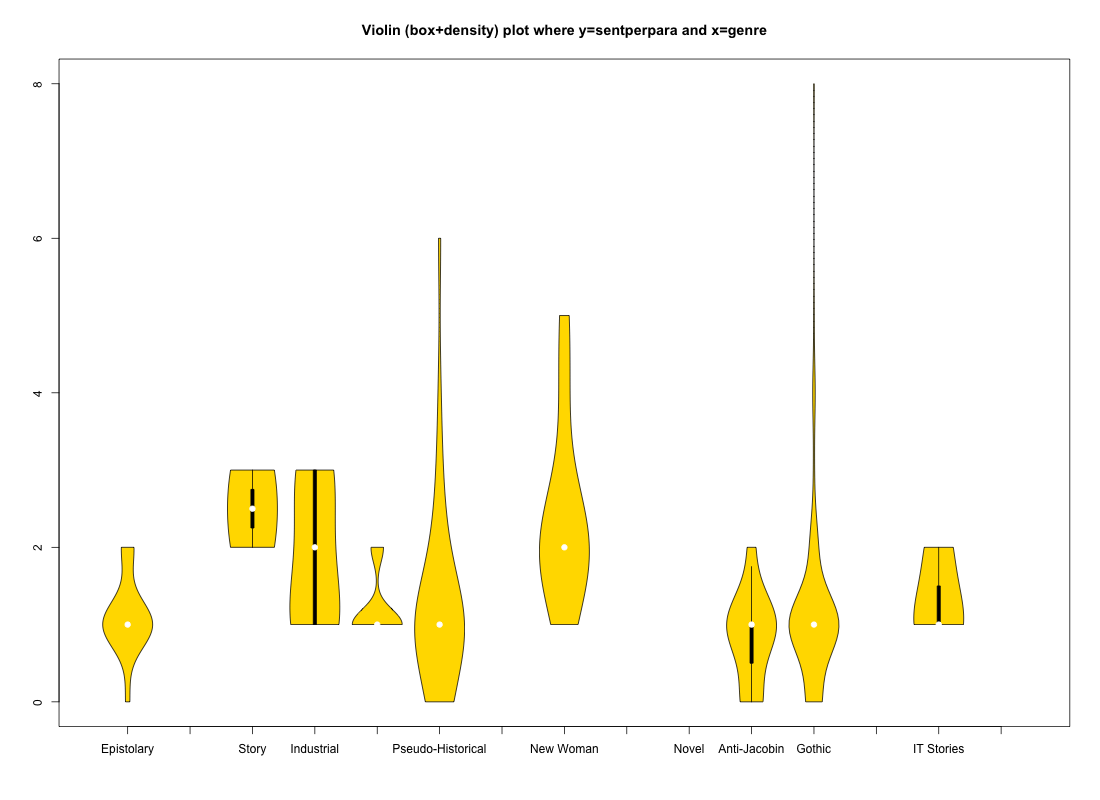 Violin (box+density) plot where y=sentperpara and x=genre
8
6
4
2
0
Epistolary Story Industrial Pseudo-Historical New Woman Novel Anti-Jacobin Gothic IT Stories